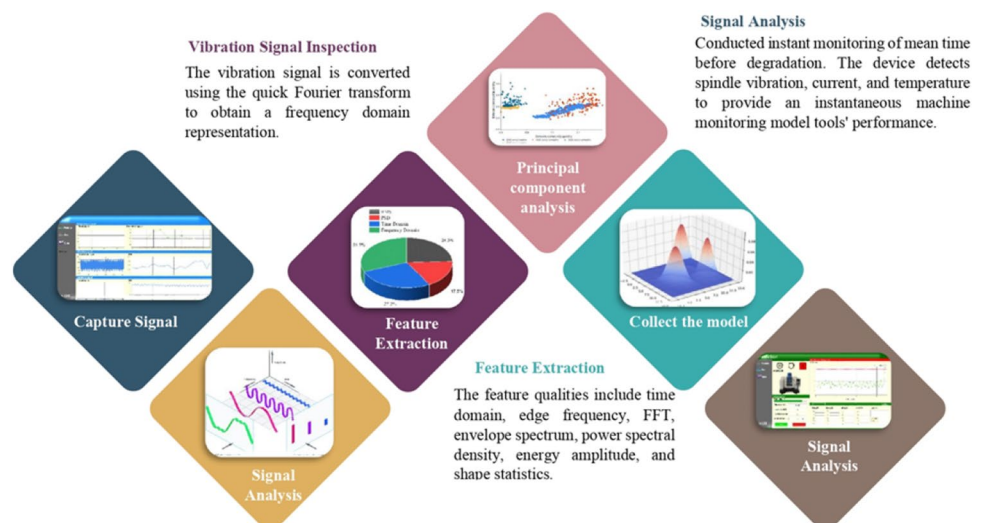 Vibration Signal Inspection
The vibration signal is converted
using the quick Fourier transform
to obtain a frequency domain
representation.
Signal Analysis
Conducted instant monitoring of mean time
before degradation. The device detects
spindle vibration, current, and temperature
to provide an instantaneous machine
monitoring model tools' performance.
Principal
component
analysis
Capture Signal
PSD
Time Domain
Frequency Domain
Feature
Extraction
Collect the model
Signal
Analysis
Feature Extraction
The feature qualities include time
domain, edge frequency, FFT,
envelope spectrum, power spectral
density, energy amplitude, and
shape statistics.
Signal
Analysis